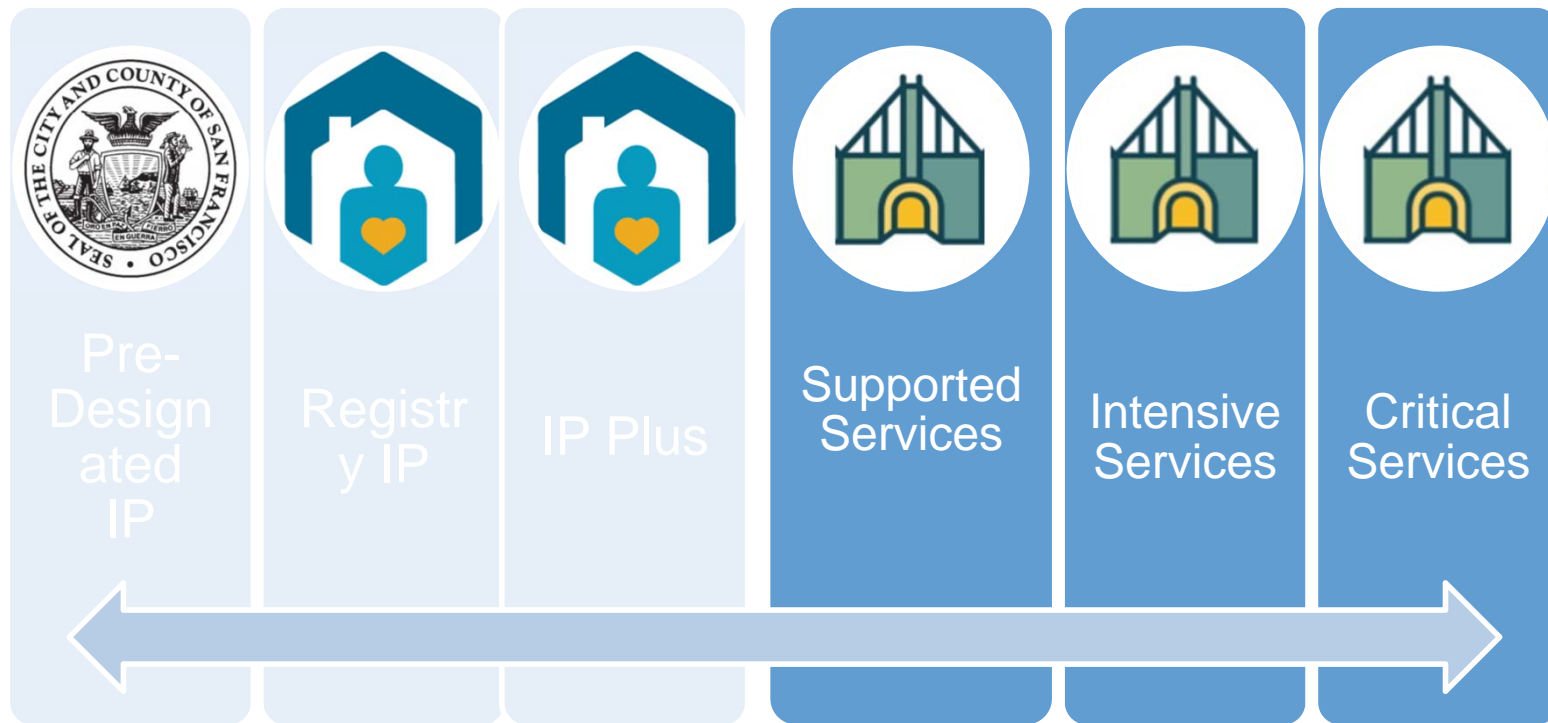 SEAL OF THE CITY AND COUNTY OF SAN FRANCISCO
ORO EN PAZ
FIERRO
EN GUERRA
Pre-
Design
ated
IP
Registr
y IP
IP Plus
Supported
Services
Intensive
Services
Critical
Services